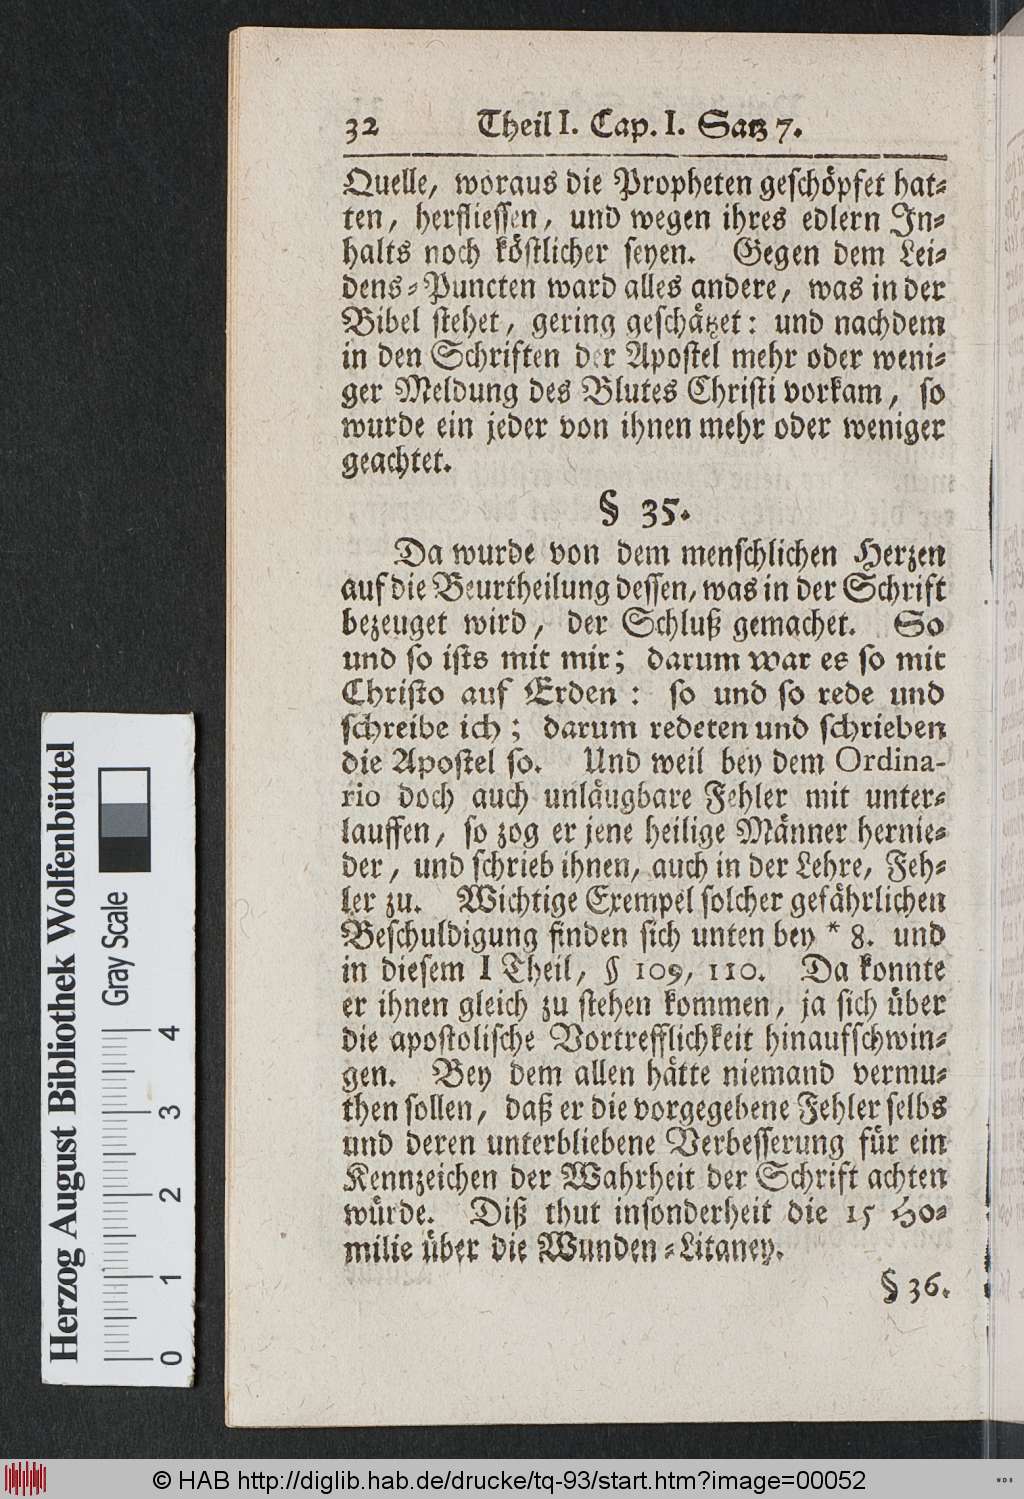 32 Theil I. Cap. I. Satz 7.
Quelle, woraus die Propheten geschöpfet hat-
ten, herfliessen, und wegen ihres edlern In-
halts noch köstlicher seyen. Gegen dem Lei-
dens-Puncten ward alles andere, was in der
Bibel stehet, gering geschätzet: und nachdem
in den Schriften der Apostel mehr oder weni-
ger Meldung des Blutes Christi vorkam, so
wurde ein jeder von ihnen mehr oder weniger
geachtet.
§ 35.
Da wurde von dem menschlichen Herzen
auf die Beurtheilung dessen, was in der Schrift
bezeuget wird, der Schluß gemachet. So
und so ists mit mir; darum war es so mit
Christo auf Erden: so und so rede und
schreibe ich; darum redeten und schrieben
die Apostel so. Und weil bey dem Ordina-
rio doch auch unläugbare Fehler mit unter-
lauffen, so zog er jene heilige Männer hernie-
der, und schrieb ihnen, auch in der Lehre, Feh-
ler zu. Wichtige Exempel solcher gefährlichen
Beschuldigung finden sich unten bey * 8. und
in diesem I Theil, § 109, 110. Da konnte
er ihnen gleich zu stehen kommen, ja sich über
die apostolische Vortrefflichkeit hinaufschwin-
gen. Bey dem allen hätte niemand vermu-
then sollen, daß er die vorgegebene Fehler selbs
und deren unterbliebene Verbesserung für ein
Kennzeichen der Wahrheit der Schrift achten
würde. Diß thut insonderheit die 15 Ho-
milie über die Wunden-Litaney.
§ 36.
Herzog August Bibliothek Wolfenbüttel
Gray Scale
0 1 2 3 4
© HAB http://diglib.hab.de/drucke/tq-93/start.htm?image=00052